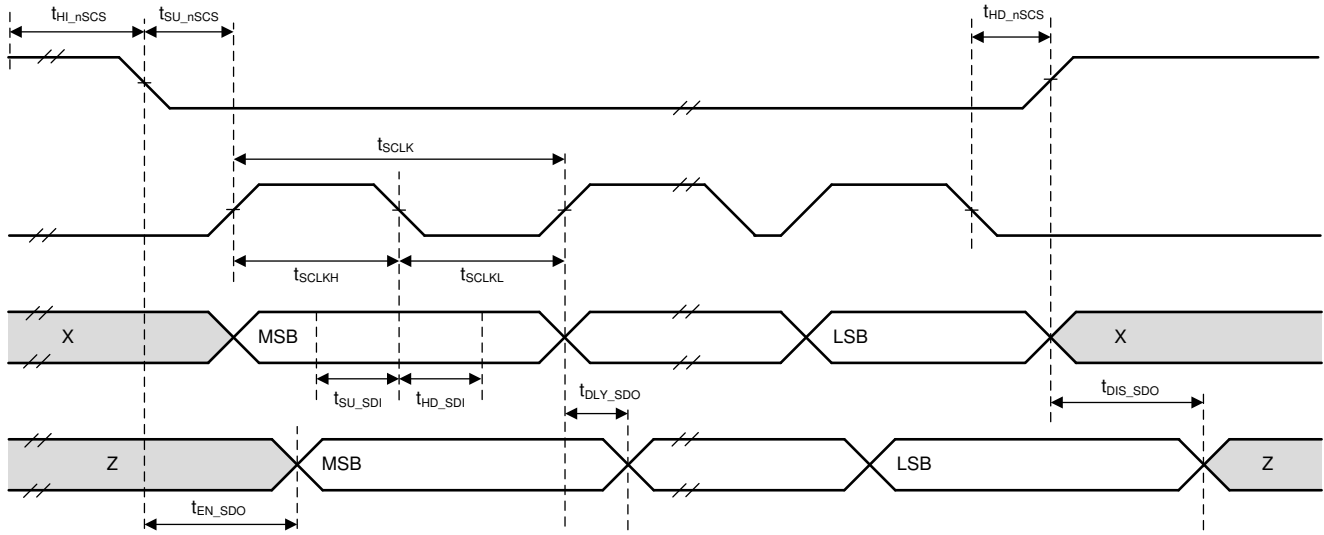 tHI_nSCS tSU_nSCS tHD_nSCS
tSCLK
tSCLKH tSCLKL
X MSB LSB X
tSU_SDI tHD_SDI tDLY_SDO tDIS_SDO
Z MSB LSB Z
tEN_SDO